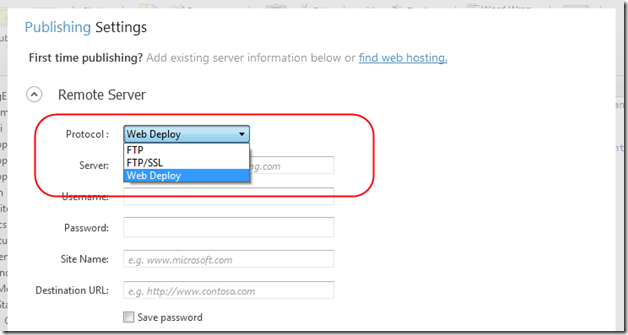 Publishing Settings
First time publishing? Add existing server information below or find web hosting.
Remote Server
Protocol : Web Deploy
FTP
FTP/SSL
Web Deploy
Server: ng.com
Username:
Password:
Site Name: e.g. www.microsoft.com
Destination URL: e.g. http://www.contoso.com
Save password